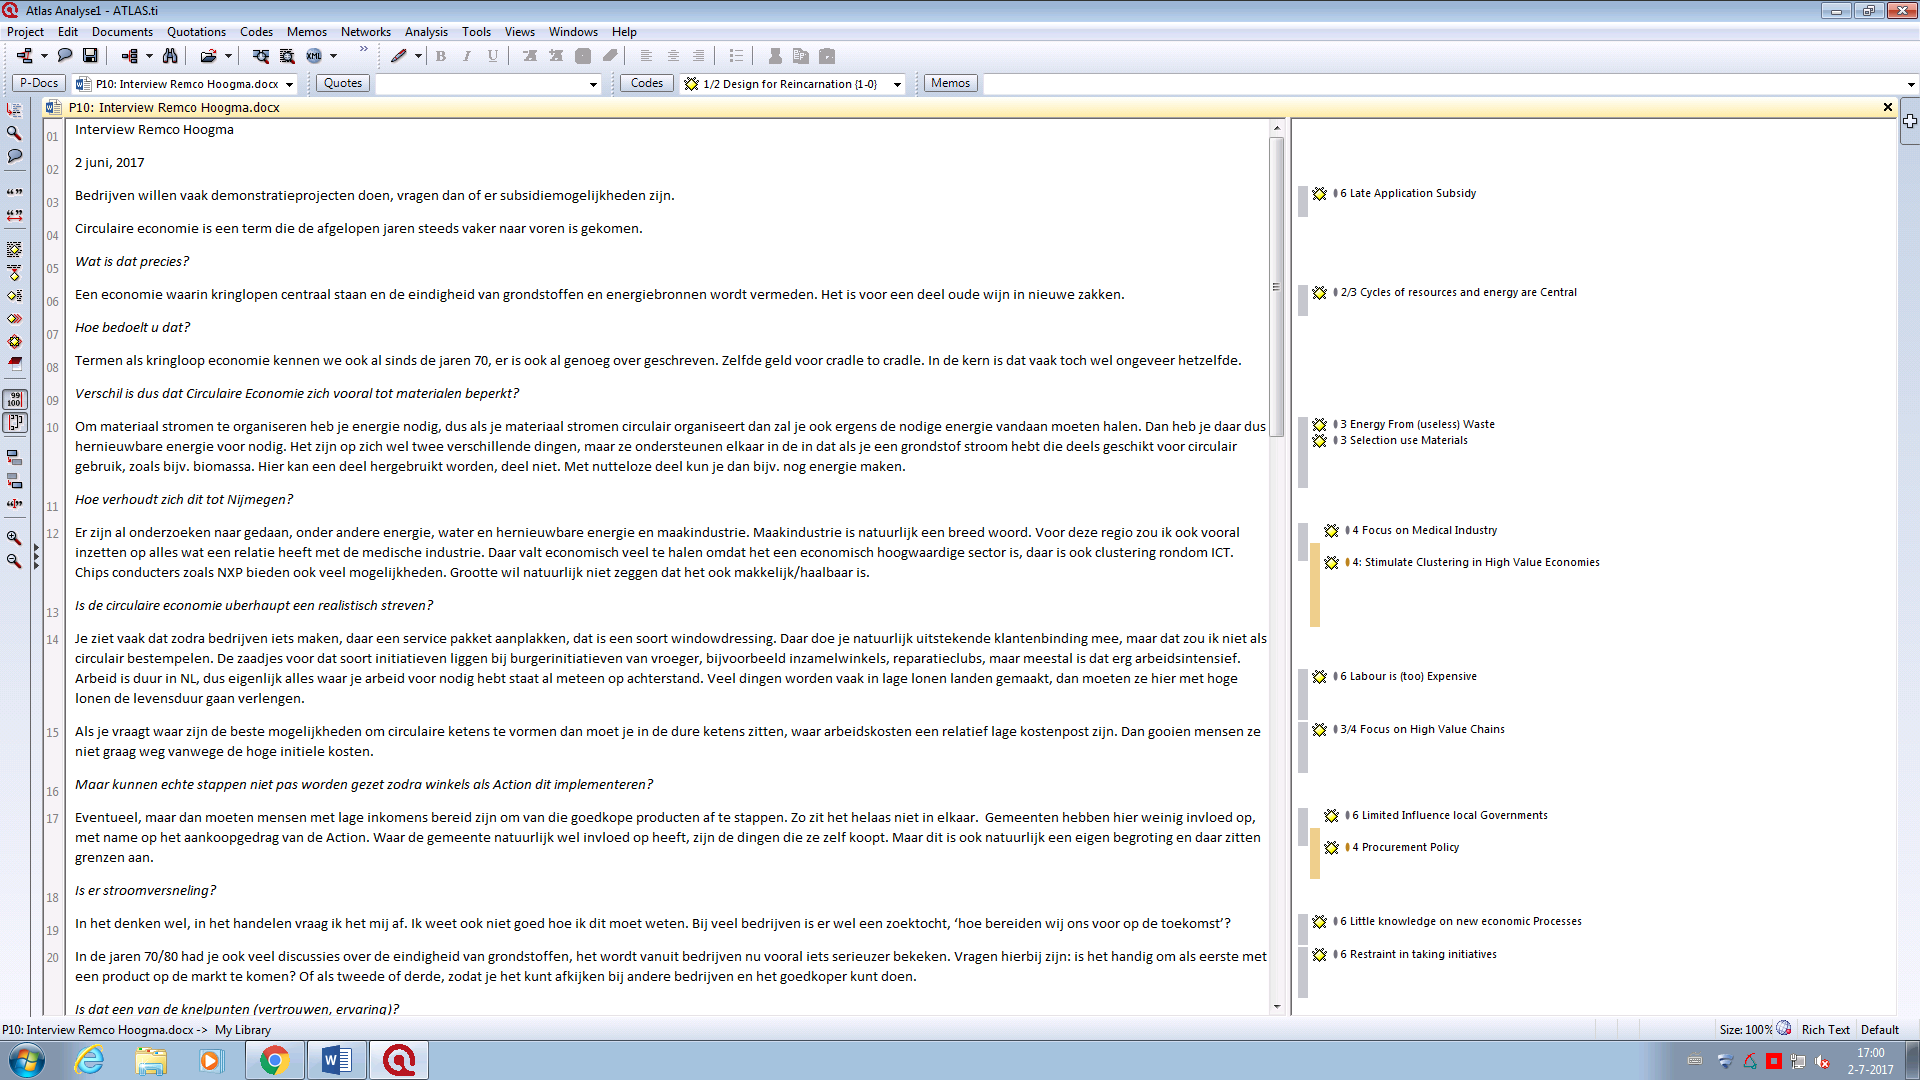 Atlas Analyse1 - ATLAS.ti
Project Edit Documents Quotations Codes Memos Networks Analysis Tools Views Windows Help
XML » B I U A A
P-Docs P10: Interview Remco Hoogma.docx Quotes Codes 1/2 Design for Reincarnation {1-0} Memos
P10: Interview Remco Hoogma.docx
01 Interview Remco Hoogma
02 2 juni, 2017
03 Bedrijven willen vaak demonstratieprojecten doen, vragen dan of er subsidiemogelijkheden zijn.
6 Late Application Subsidy
04 Circulaire economie is een term die de afgelopen jaren steeds vaker naar voren is gekomen.
05 Wat is dat precies?
06 Een economie waarin kringlopen centraal staan en de eindigheid van grondstoffen en energiebronnen wordt vermeden. Het is voor een deel oude wijn in nieuwe zakken.
2/3 Cycles of resources and energy are Central
07 Hoe bedoelt u dat?
08 Termen als kringloop economie kennen we ook al sinds de jaren 70, er is ook al genoeg over geschreven. Zelfde geld voor cradle to cradle. In de kern is dat vaak toch wel ongeveer hetzelfde.
09 Verschil is dus dat Circulaire Economie zich vooral tot materialen beperkt?
10 Om materiaal stromen te organiseren heb je energie nodig, dus als je materiaal stromen circulair organiseert dan zal je ook ergens de nodige energie vandaan moeten halen. Dan heb je daar dus
hernieuwbare energie voor nodig. Het zijn op zich wel twee verschillende dingen, maar ze ondersteunen elkaar in de in dat als je een grondstof stroom hebt die deels geschikt voor circulair
gebruik, zoals bijv. biomassa. Hier kan een deel hergebruikt worden, deel niet. Met nutteloze deel kun je dan bijv. nog energie maken.
3 Energy From (useless) Waste
3 Selection use Materials
11 Hoe verhoudt zich dit tot Nijmegen?
12 Er zijn al onderzoeken naar gedaan, onder andere energie, water en hernieuwbare energie en maakindustrie. Maakindustrie is natuurlijk een breed woord. Voor deze regio zou ik ook vooral
inzetten op alles wat een relatie heeft met de medische industrie. Daar valt economisch veel te halen omdat het een economisch hoogwaardige sector is, daar is ook clustering rondom ICT.
Chips conducters zoals NXP bieden ook veel mogelijkheden. Grootte wil natuurlijk niet zeggen dat het ook makkelijk/haalbaar is.
4 Focus on Medical Industry
4: Stimulate Clustering in High Value Economies
13 Is de circulaire economie uberhaupt een realistisch streven?
14 Je ziet vaak dat zodra bedrijven iets maken, daar een service pakket aanplakken, dat is een soort windowdressing. Daar doe je natuurlijk uitstekende klantenbinding mee, maar dat zou ik niet als
circulair bestempelen. De zaadjes voor dat soort initiatieven liggen bij burgerinitiatieven van vroeger, bijvoorbeeld inzamelwinkels, reparatieclubs, maar meestal is dat erg arbeidsintensief.
Arbeid is duur in NL, dus eigenlijk alles waar je arbeid voor nodig hebt staat al meteen op achterstand. Veel dingen worden vaak in lage lonen landen gemaakt, dan moeten ze hier met hoge
lonen de levensduur gaan verlengen.
6 Labour is (too) Expensive
15 Als je vraagt waar zijn de beste mogelijkheden om circulaire ketens te vormen dan moet je in de dure ketens zitten, waar arbeidskosten een relatief lage kostenpost zijn. Dan gooien mensen ze
niet graag weg vanwege de hoge initiele kosten.
3/4 Focus on High Value Chains
16 Maar kunnen echte stappen niet pas worden gezet zodra winkels als Action dit implementeren?
17 Eventueel, maar dan moeten mensen met lage inkomens bereid zijn om van die goedkope producten af te stappen. Zo zit het helaas niet in elkaar.  Gemeenten hebben hier weinig invloed op,
met name op het aankoopgedrag van de Action. Waar de gemeente natuurlijk wel invloed op heeft, zijn de dingen die ze zelf koopt. Maar dit is ook natuurlijk een eigen begroting en daar zitten
grenzen aan.
6 Limited Influence local Governments
4 Procurement Policy
18 Is er stroomversneling?
19 In het denken wel, in het handelen vraag ik het mij af. Ik weet ook niet goed hoe ik dit moet weten. Bij veel bedrijven is er wel een zoektocht, ‘hoe bereiden wij ons voor op de toekomst’?
6 Little knowledge on new economic Processes
20 In de jaren 70/80 had je ook veel discussies over de eindigheid van grondstoffen, het wordt vanuit bedrijven nu vooral iets serieuzer bekeken. Vragen hierbij zijn: is het handig om als eerste met
een product op de markt te komen? Of als tweede of derde, zodat je het kunt afkijken bij andere bedrijven en het goedkoper kunt doen.
6 Restraint in taking initiatives
Is dat een van de knelpunten (vertrouwen, ervaring)?
P10: Interview Remco Hoogma.docx -> My Library
Size: 100% Rich Text Default
17:00
2-7-2017